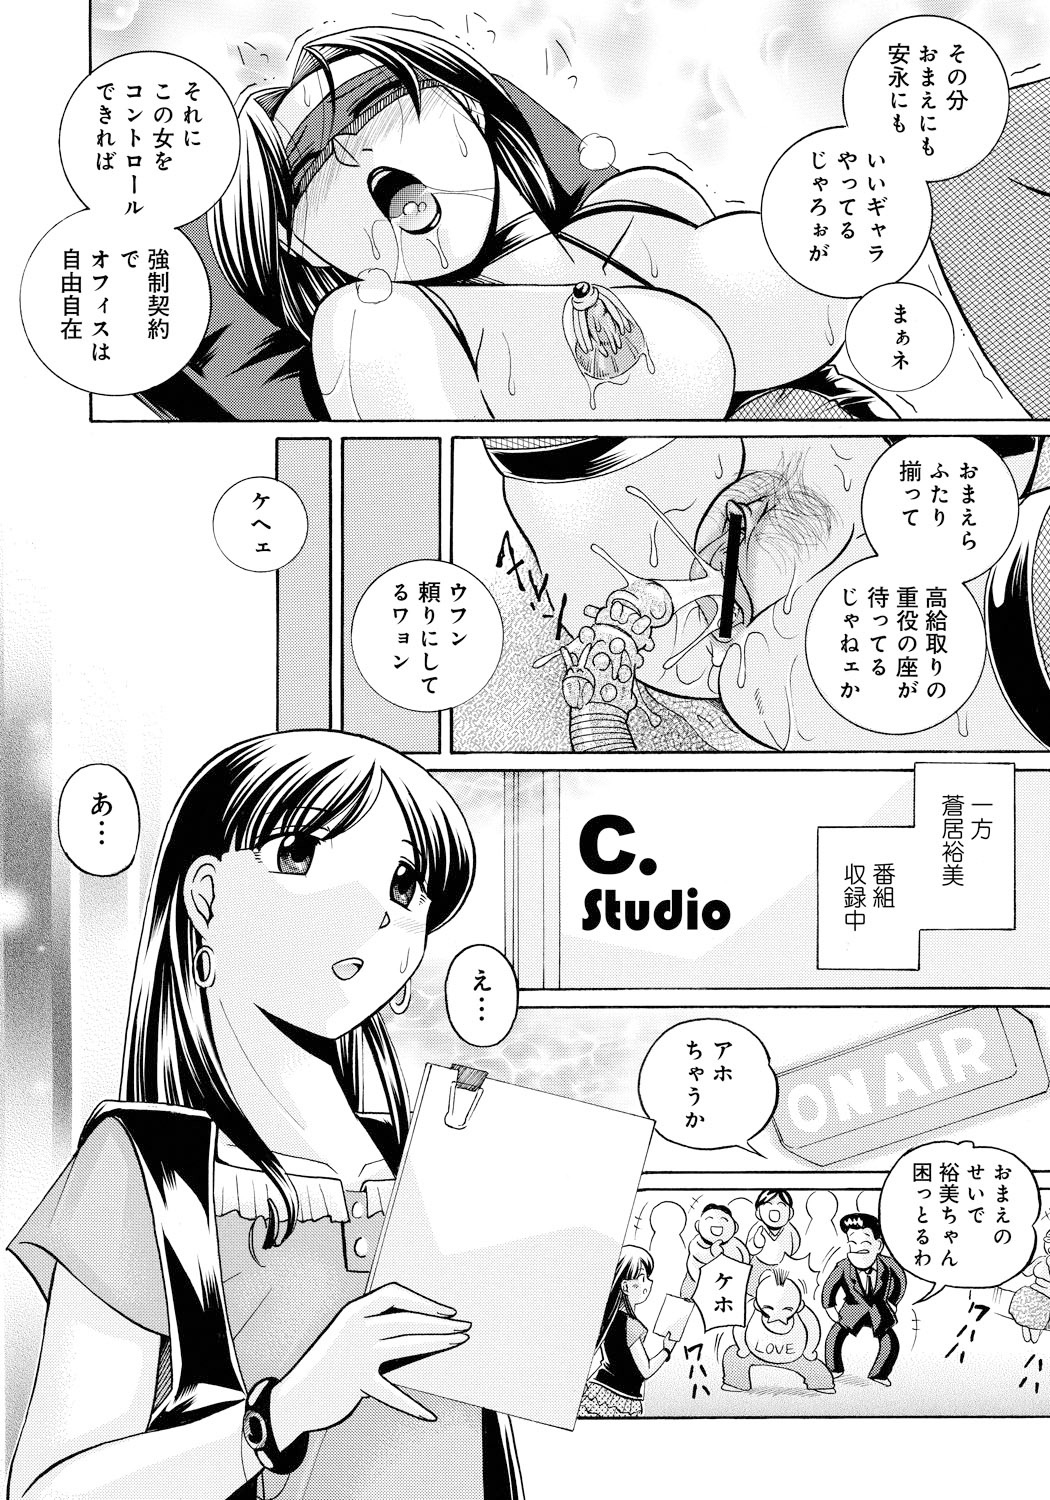 その分
おまえにも
安永にも
いいギャラ
やってる
じゃろぉが
まぁネ
それに
この女を
コントロール
できれば
強制契約
で
オフィスは
自由自在
おまえら
ふたり
揃って
高給取りの
重役の座が
待ってる
じゃねェか
ウフン
頼りにして
るワョン
ケヘェ
一方
蒼居裕美
番組
収録中
C.
Studio
ON AIR
アホ
ちゃうか
おまえの
せいで
裕美ちゃん
困っとるわ
ケホ
LOVE
ワハハ
え…
あ…